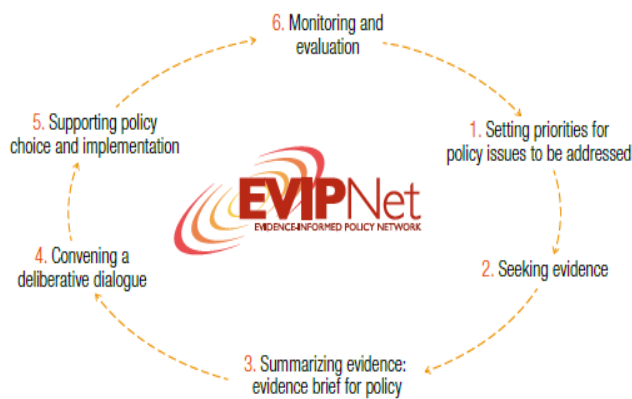 6. Monitoring and
evaluation
1. Setting priorities for
policy issues to be addressed
2. Seeking evidence
3. Summarizing evidence:
evidence brief for policy
4. Convening a
deliberative dialogue
5. Supporting policy
choice and implementation
EVIPNet
EVIDENCE-INFORMED POLICY NETWORK